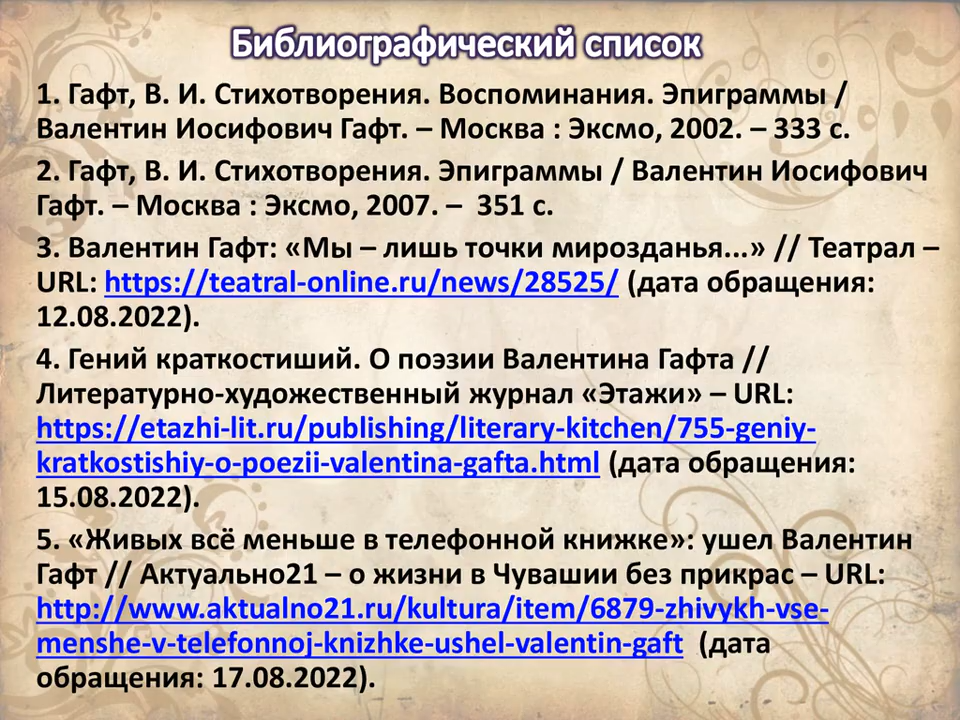 Библиографический список
1. Гафт, В. И. Стихотворения. Воспоминания. Эпиграммы /
Валентин Иосифович Гафт. – Москва : Эксмо, 2002. – 333 с.
2. Гафт, В. И. Стихотворения. Эпиграммы / Валентин Иосифович
Гафт. – Москва : Эксмо, 2007. –  351 с.
3. Валентин Гафт: «Мы – лишь точки мирозданья...» // Театрал –
URL: https://teatral-online.ru/news/28525/ (дата обращения:
12.08.2022).
4. Гений краткостиший. О поэзии Валентина Гафта //
Литературно-художественный журнал «Этажи» – URL:
https://etazhi-lit.ru/publishing/literary-kitchen/755-geniy-
kratkostishiy-o-poezii-valentina-gafta.html (дата обращения:
15.08.2022).
5. «Живых всё меньше в телефонной книжке»: ушел Валентин
Гафт // Актуально21 – о жизни в Чувашии без прикрас – URL:
http://www.aktualno21.ru/kultura/item/6879-zhivykh-vse-
menshe-v-telefonnoj-knizhke-ushel-valentin-gaft  (дата
обращения: 17.08.2022).